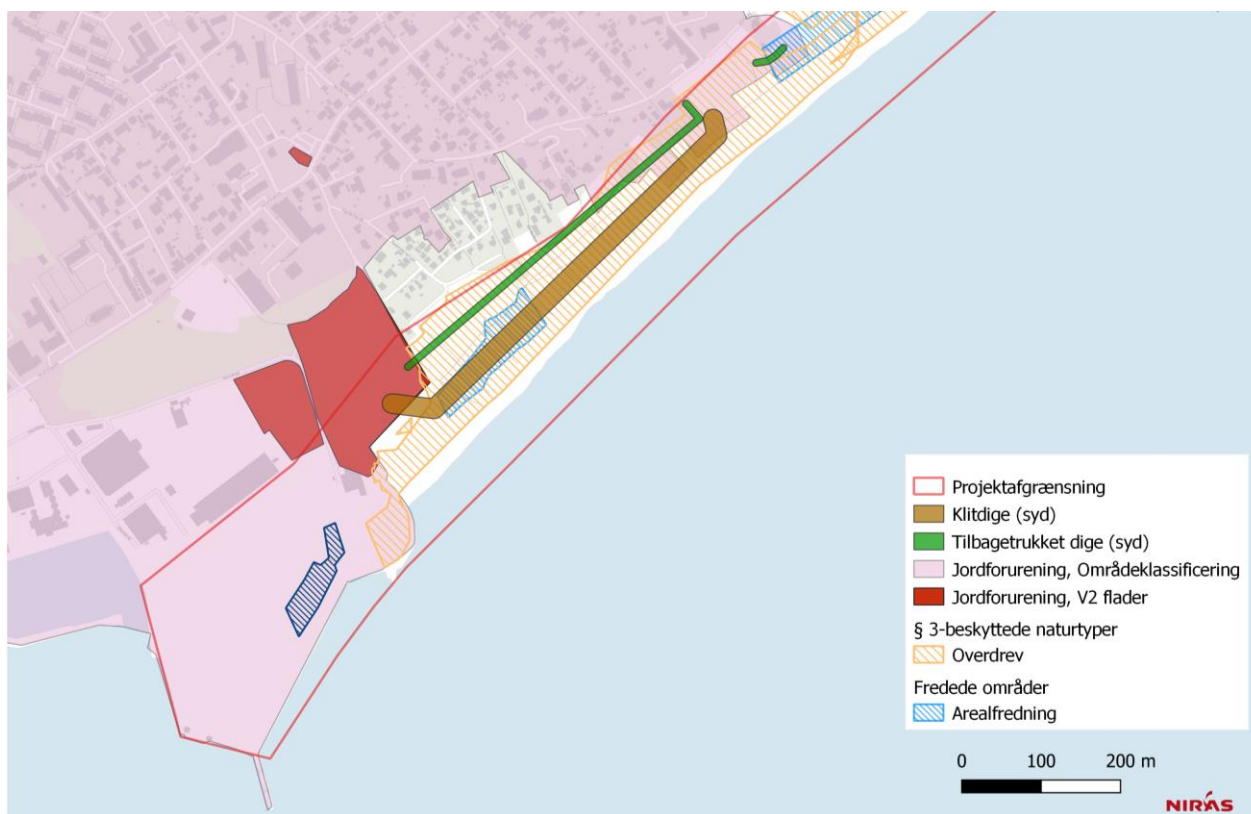 Projektafgrænsning
Klitdige (syd)
Tilbagetrukket dige (syd)
Jordforurening, Områdeklassificering
Jordforurening, V2 flader
§ 3-beskyttede naturtyper
Overdrev
Fredede områder
Arealfredning
0 100 200 m
NIRÁS